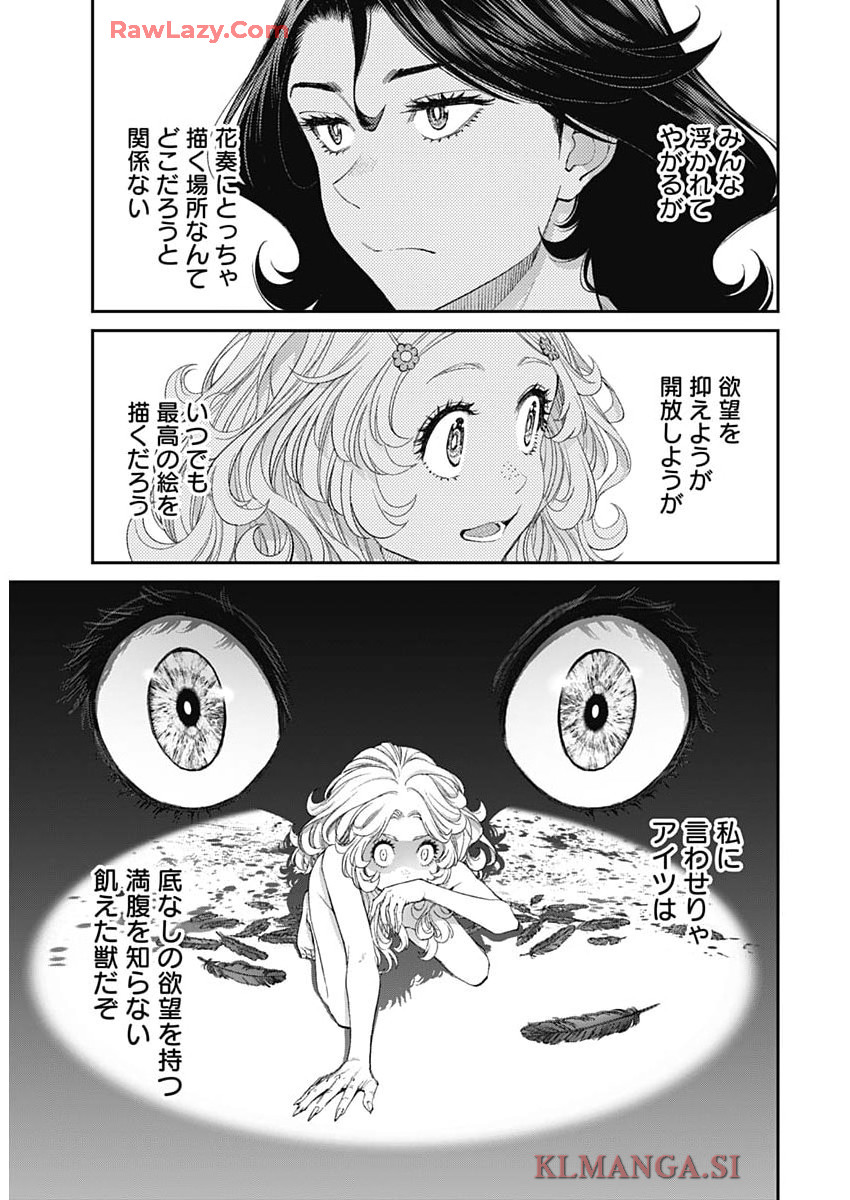 RawLazy.Com
みんな
浮かれて
やがるが
花奏にとっちゃ
描く場所なんて
どこだろうと
関係ない
欲望を
抑えようが
開放しようが
いつでも
最高の絵を
描くだろう
私に
言わせりゃ
アイツは
底なしの欲望を持つ
満腹を知らない
飢えた獣だぞ
KLMANGA.SI